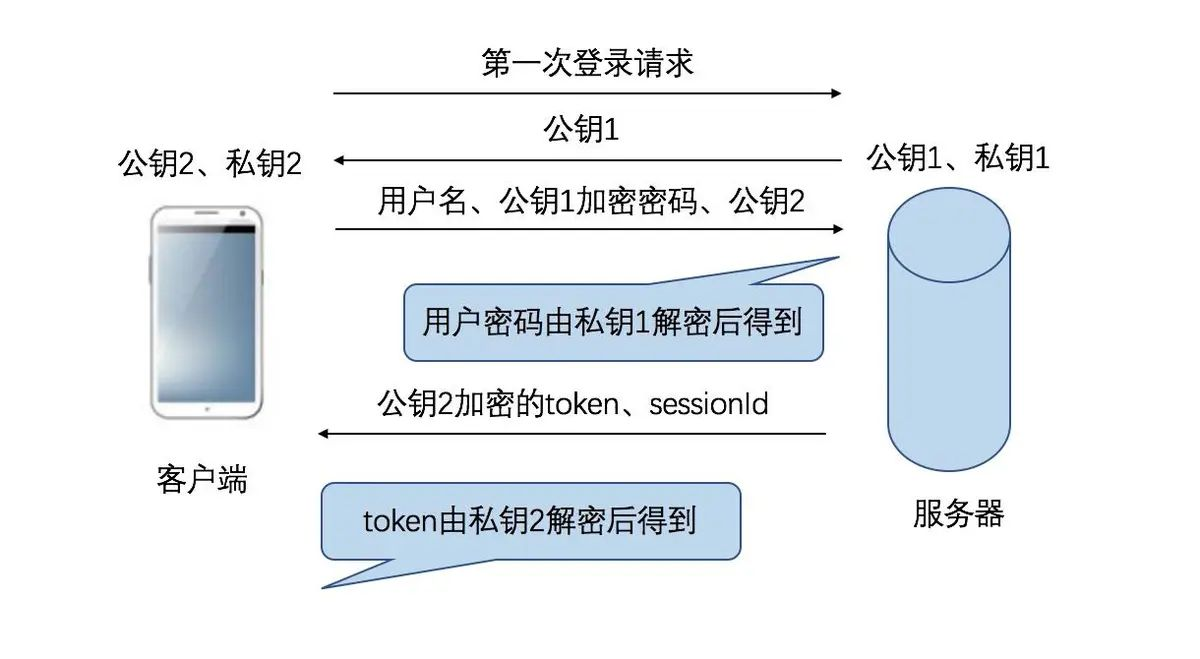 第一次登录请求
公钥1
公钥2、私钥2
公钥1、私钥1
用户名、公钥1加密密码、公钥2
用户密码由私钥1解密后得到
公钥2加密的token、sessionId
客户端
服务器
token由私钥2解密后得到